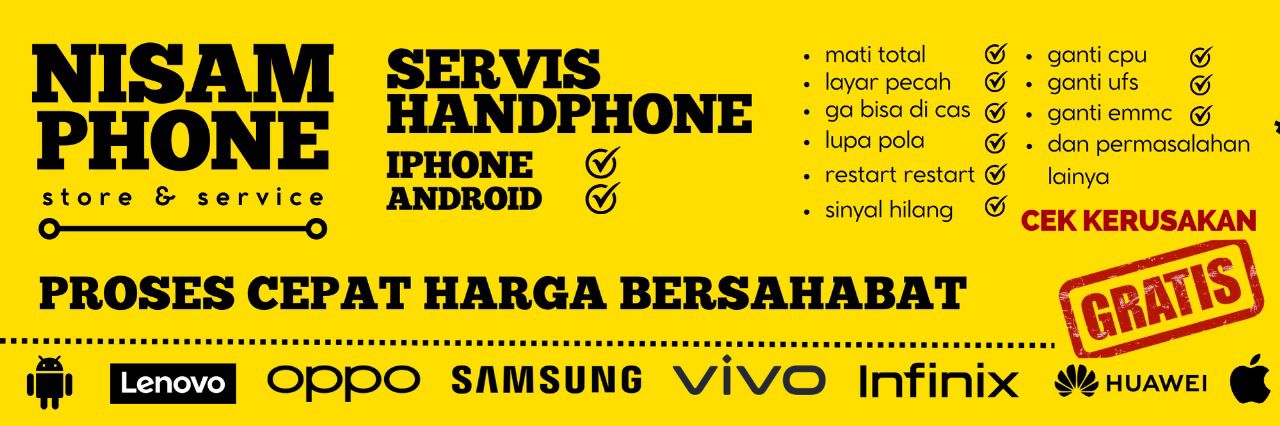 NISAM
PHONE
store & service
SERVIS
HANDPHONE
IPHONE
ANDROID
mati total
layar pecah
ga bisa di cas
lupa pola
restart restart
sinyal hilang
ganti cpu
ganti ufs
ganti emmc
dan permasalahan
lainya
CEK KERUSAKAN
GRATIS
PROSES CEPAT HARGA BERSAHABAT
Lenovo
oppo
SAMSUNG
vivo
Infinix
HUAWEI